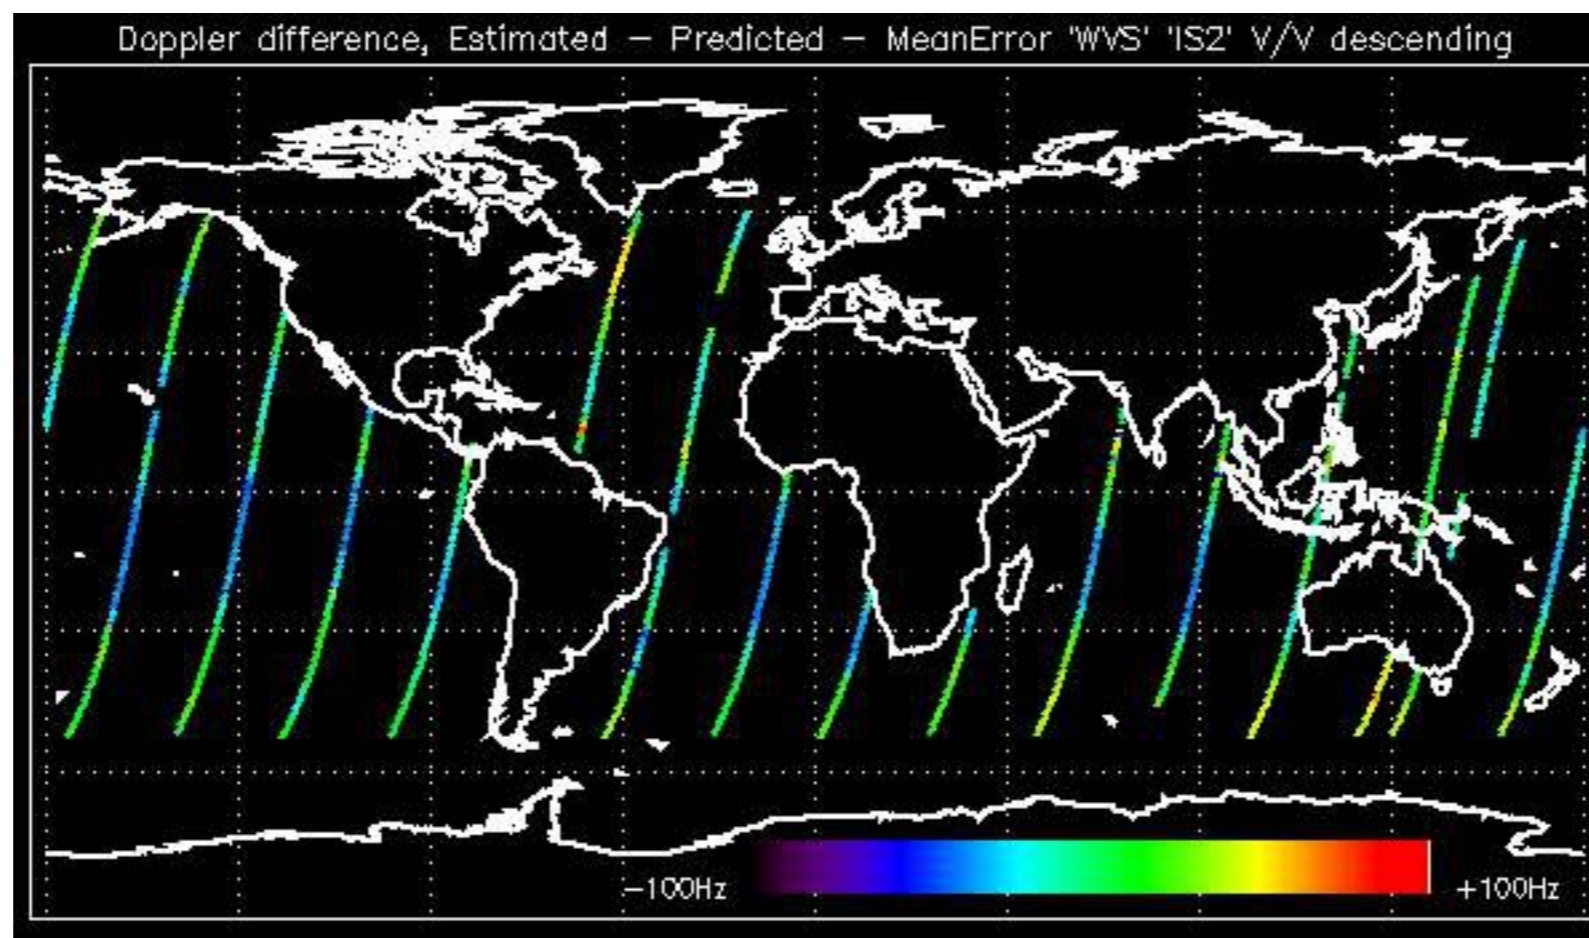 Doppler difference, Estimated – Predicted – MeanError 'WVS' 'IS2' V/V descending
–100Hz +100Hz